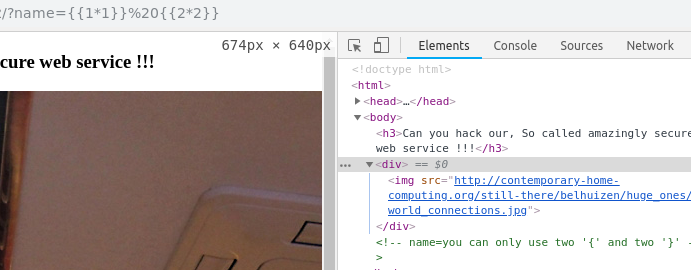 2/?name={{1*1}}%20{{2*2}}
674px × 640px
Elements Console Sources Network
cure web service !!!
<!doctype html>
<html>
<head>…</head>
<body>
<h3>Can you hack our, So called amazingly secure
web service !!!</h3>
… <div> == $0
<img src="http://contemporary-home-
computing.org/still-there/belhuizen/huge_ones/
world_connections.jpg">
</div>
<!-- name=you can only use two '{' and two '}' -
>